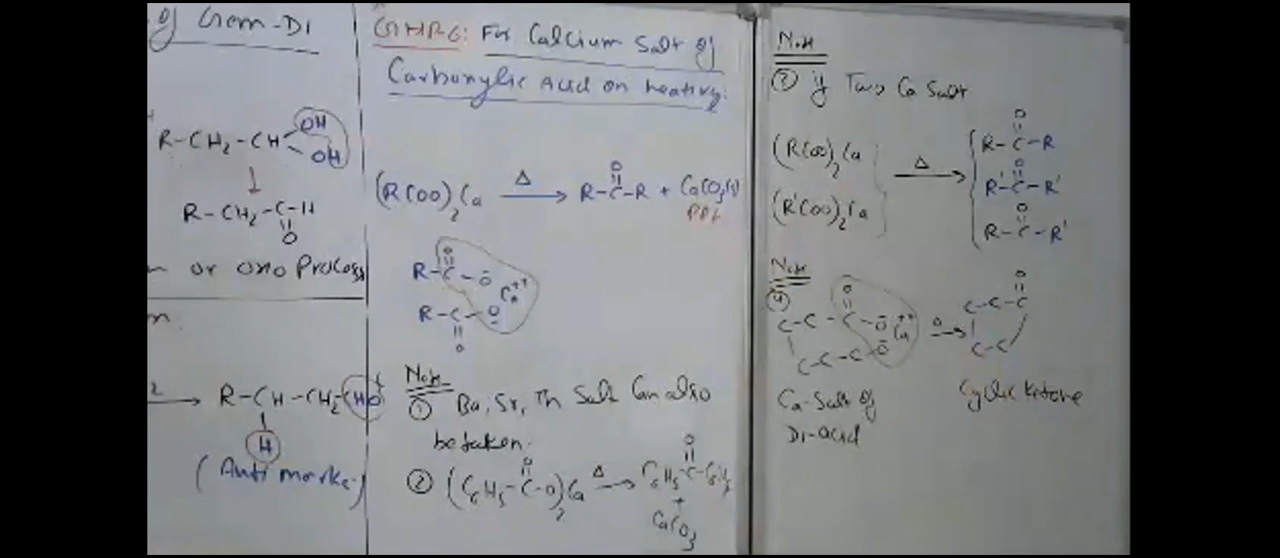 of Gem-Di
R-CH2-CH
OH
OH
R-CH2-C-H
O
or oxo Process
R-CH-CH2-CHO
H
(Anti mark
GMR6: For Calcium Salt of
Carboxylic Acid on heating.
(RCOO)2Ca Δ→ R-C-R + CaCO3(s)
O
PPt
R-C-O
O
Ca++
R-C-O
O
Note
① Ba, Sr, Th Salt Can also
be taken.
② (C6H5-C-O)2Ca Δ→ C6H5-C-C6H5
O
O
+
CaCO3
Note
③ if Two Ca Salt
(RCOO)2Ca
(R'COO)2Ca
Δ→
O
R-C-R
O
R'-C-R'
O
R-C-R'
Note
④
O
C-C-C-O
Ca++
C-C-C-O
O
C-C-C
C-C
Ca-Salt of
Di-acid
Cyclic Ketone